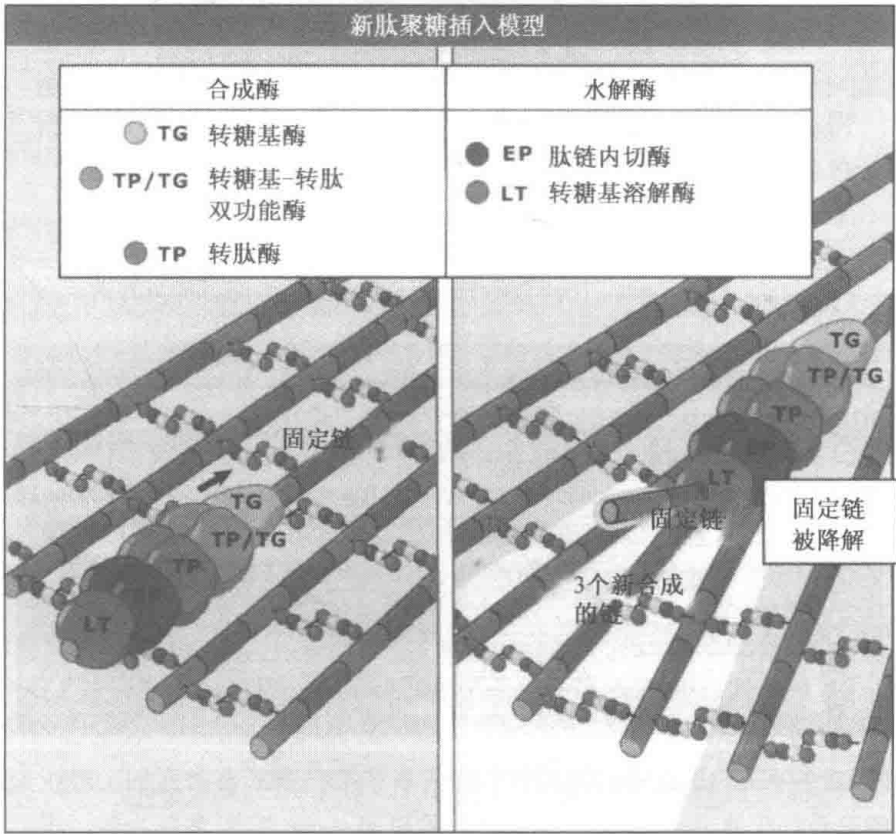 新肽聚糖插入模型
合成酶
TG 转糖基酶
TP/TG 转糖基-转肽
双功能酶
TP 转肽酶
水解酶
EP 肽链内切酶
LT 转糖基溶解酶
固定链
TG
TP/TG
TP
EP
LT
TG
TP/TG
TP
EP
LT
固定链
固定链
被降解
3个新合成
的链